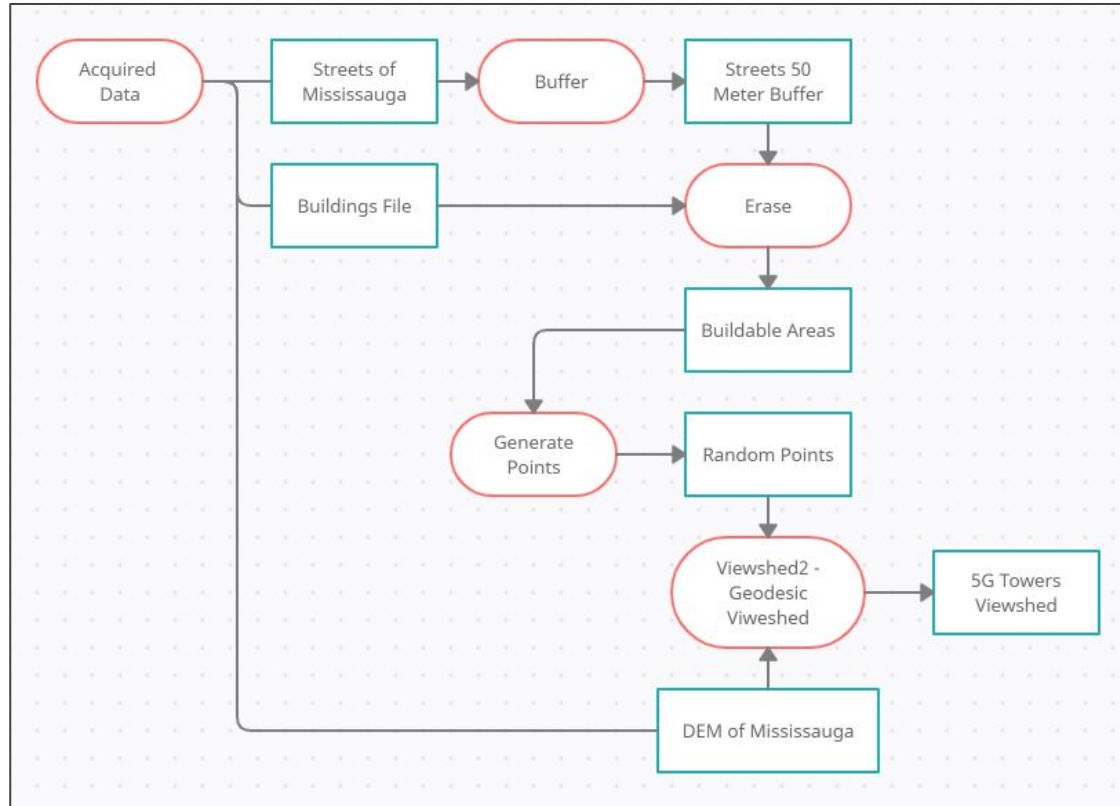 Acquired
Data
Streets of
Mississauga
Buffer
Streets 50
Meter Buffer
Buildings File
Erase
Buildable Areas
Generate
Points
Random Points
Viewshed2 -
Geodesic
Viweshed
5G Towers
Viewshed
DEM of Mississauga